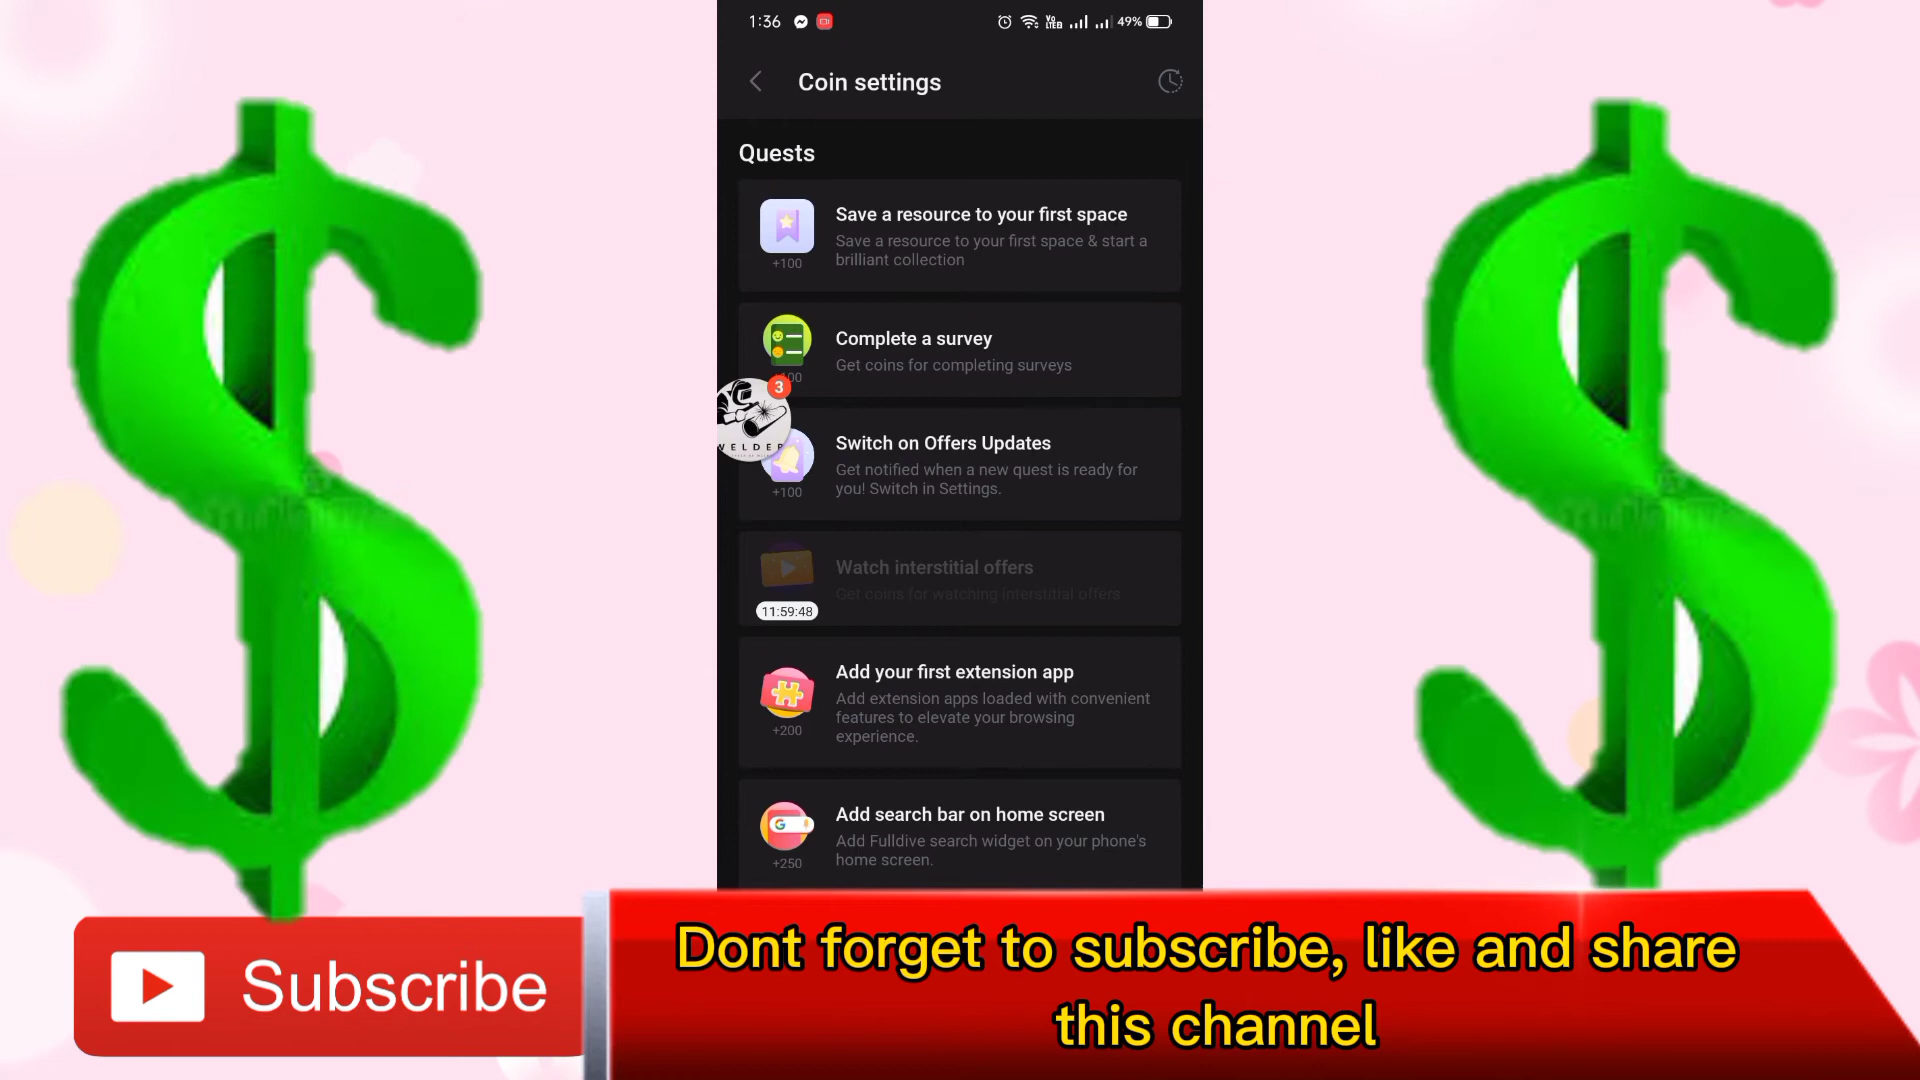 1:36
Vo
LTE2
49%
Coin settings
Quests
Save a resource to your first space
Save a resource to your first space & start a
brilliant collection
+100
Complete a survey
Get coins for completing surveys
3
WELDER
Switch on Offers Updates
Get notified when a new quest is ready for
you! Switch in Settings.
+100
Watch interstitial offers
Get coins for watching interstitial offers
11:59:48
Add your first extension app
Add extension apps loaded with convenient
features to elevate your browsing
experience.
+200
Add search bar on home screen
Add Fulldive search widget on your phone's
home screen.
G
+250
Subscribe
Dont forget to subscribe, like and share
this channel